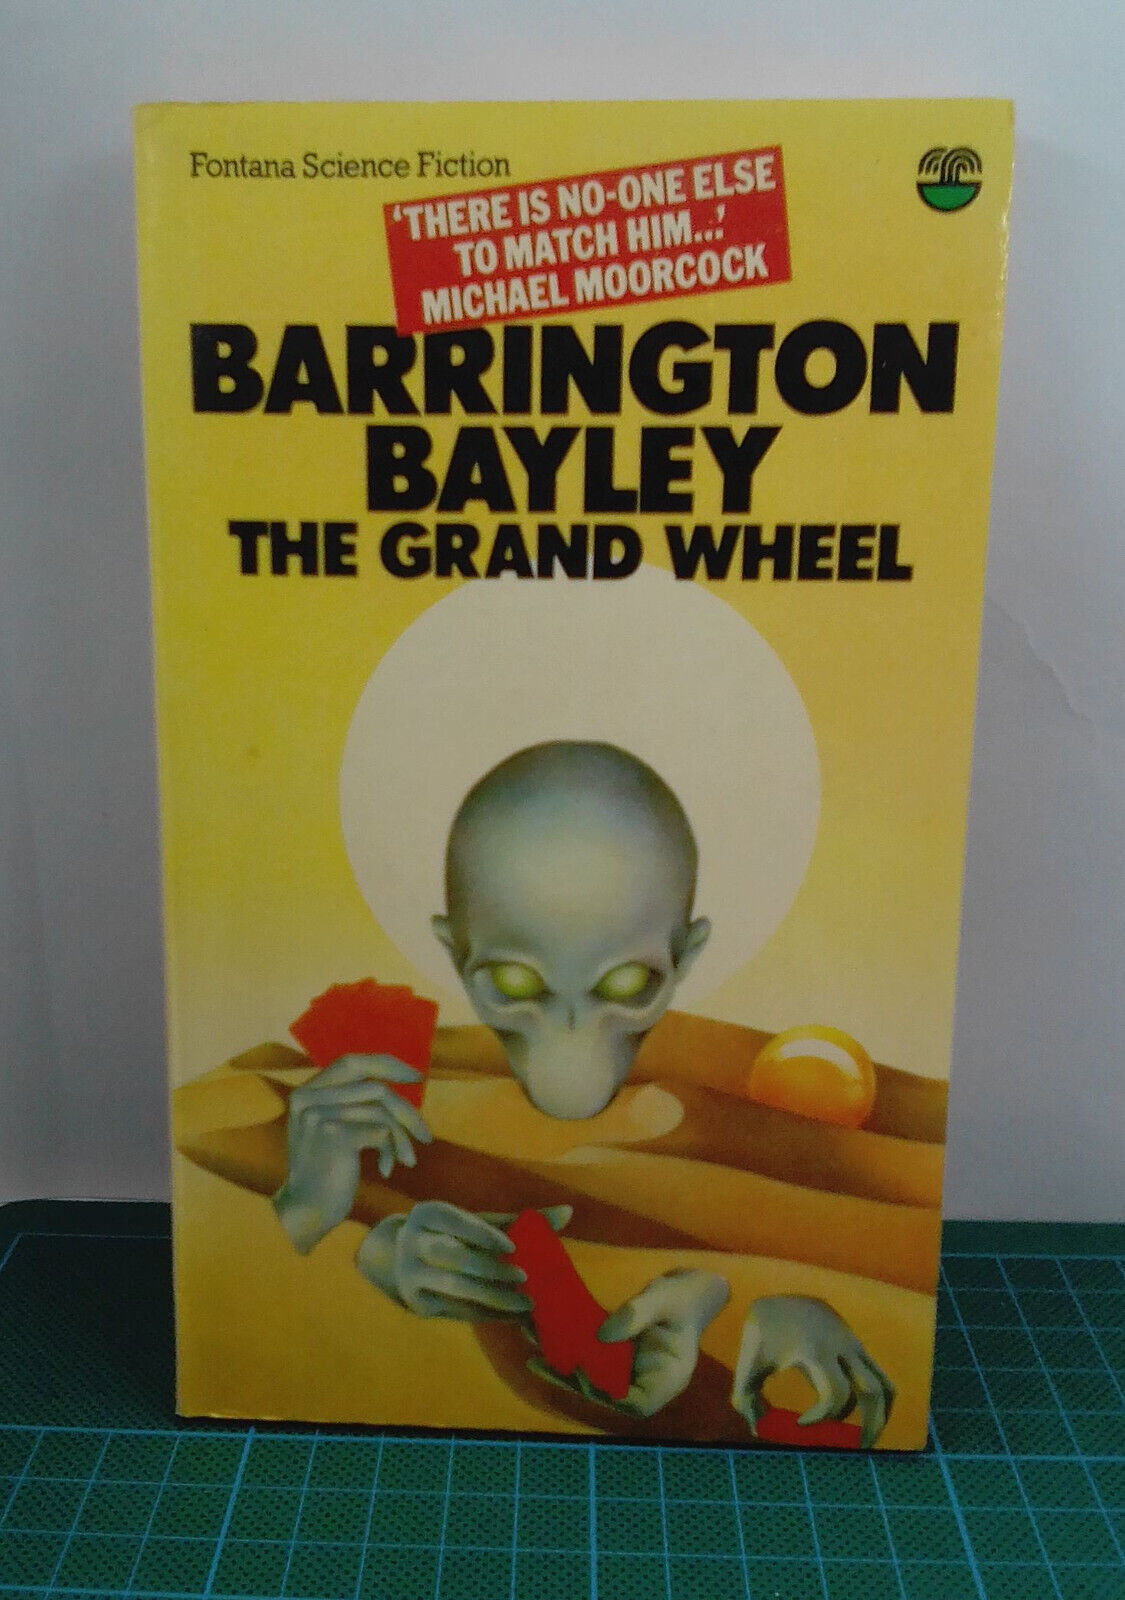 Fontana Science Fiction
'THERE IS NO-ONE ELSE
TO MATCH HIM...'
MICHAEL MOORCOCK
BARRINGTON
BAYLEY
THE GRAND WHEEL